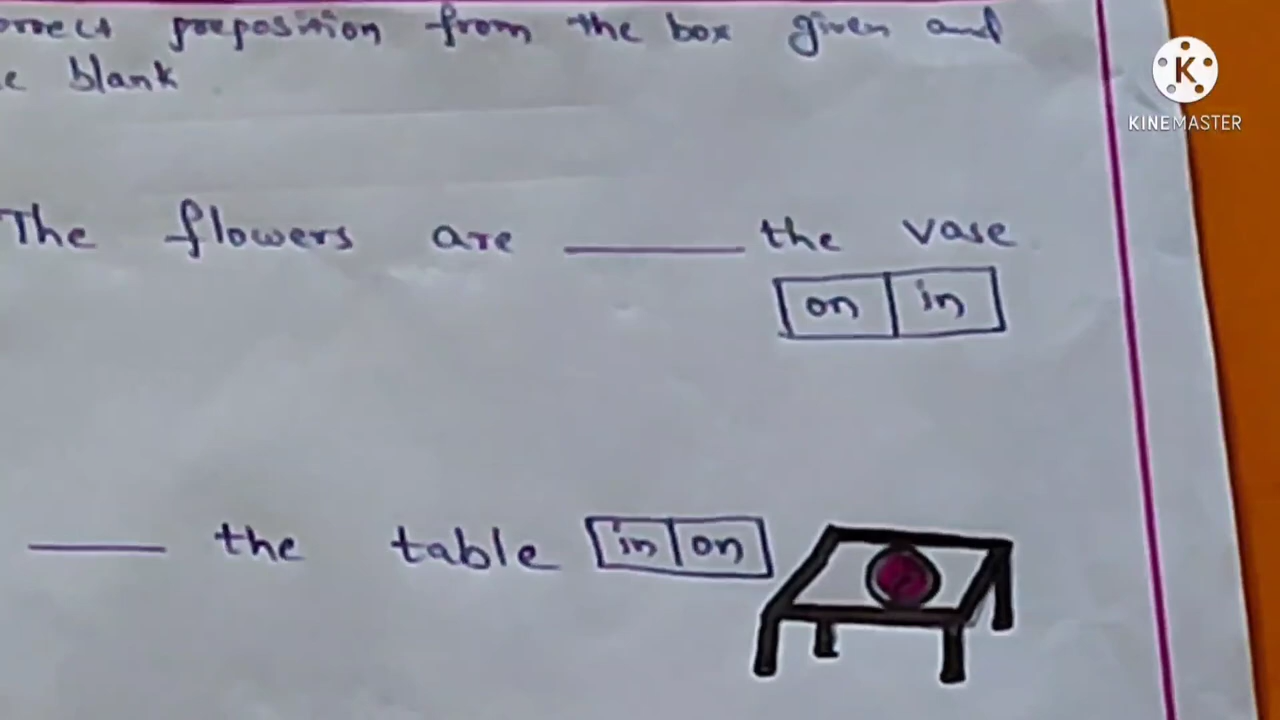 correct preposition from the box given and
blank
The flowers are ______ the vase
on in
______ the table in on
K
KINEMASTER